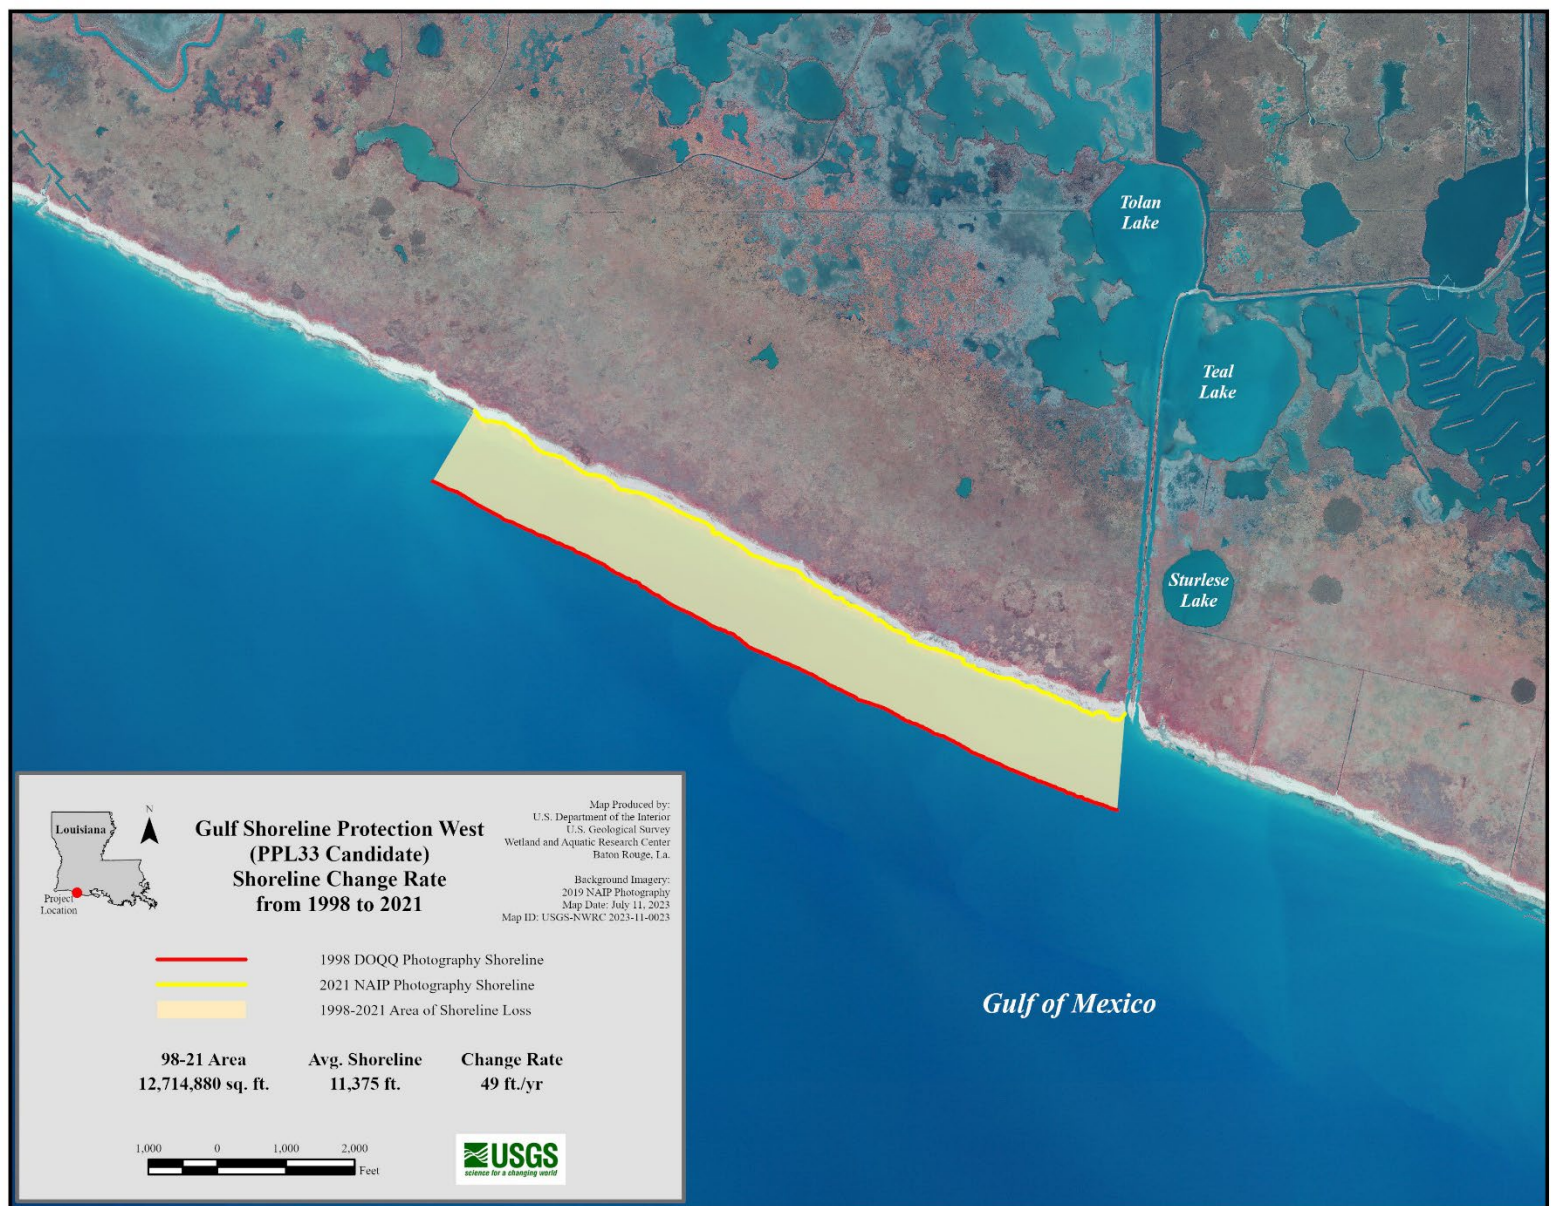 Tolan
Lake
Teal
Lake
Sturlese
Lake
Gulf of Mexico
Louisiana
N
Project
Location
Gulf Shoreline Protection West
(PPL33 Candidate)
Shoreline Change Rate
from 1998 to 2021
Map Produced by:
U.S. Department of the Interior
U.S. Geological Survey
Wetland and Aquatic Research Center
Baton Rouge, La.
Background Imagery:
2019 NAIP Photography
Map Date: July 11, 2023
Map ID: USGS-NWRC 2023-11-0023
1998 DOQQ Photography Shoreline
2021 NAIP Photography Shoreline
1998-2021 Area of Shoreline Loss
98-21 Area Avg. Shoreline Change Rate
12,714,880 sq. ft. 11,375 ft. 49 ft./yr
1,000 0 1,000 2,000
Feet
USGS
science for a changing world